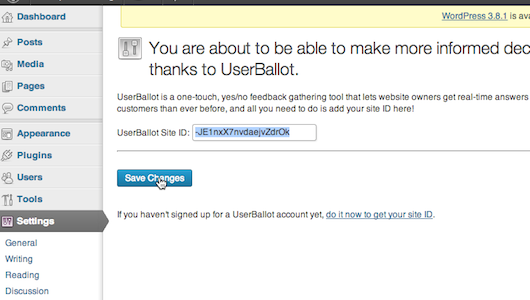 Dashboard
Posts
Media
Pages
Comments
Appearance
Plugins
Users
Tools
Settings
General
Writing
Reading
Discussion
WordPress 3.8.1 is ava
You are about to be able to make more informed dec
thanks to UserBallot.
UserBallot is a one-touch, yes/no feedback gathering tool that lets website owners get real-time answers
customers than ever before, and all you need to do is add your site ID here!
UserBallot Site ID: -JE1nxX7nvdaejvZdrOk
Save Changes
If you haven't signed up for a UserBallot account yet, do it now to get your site ID.